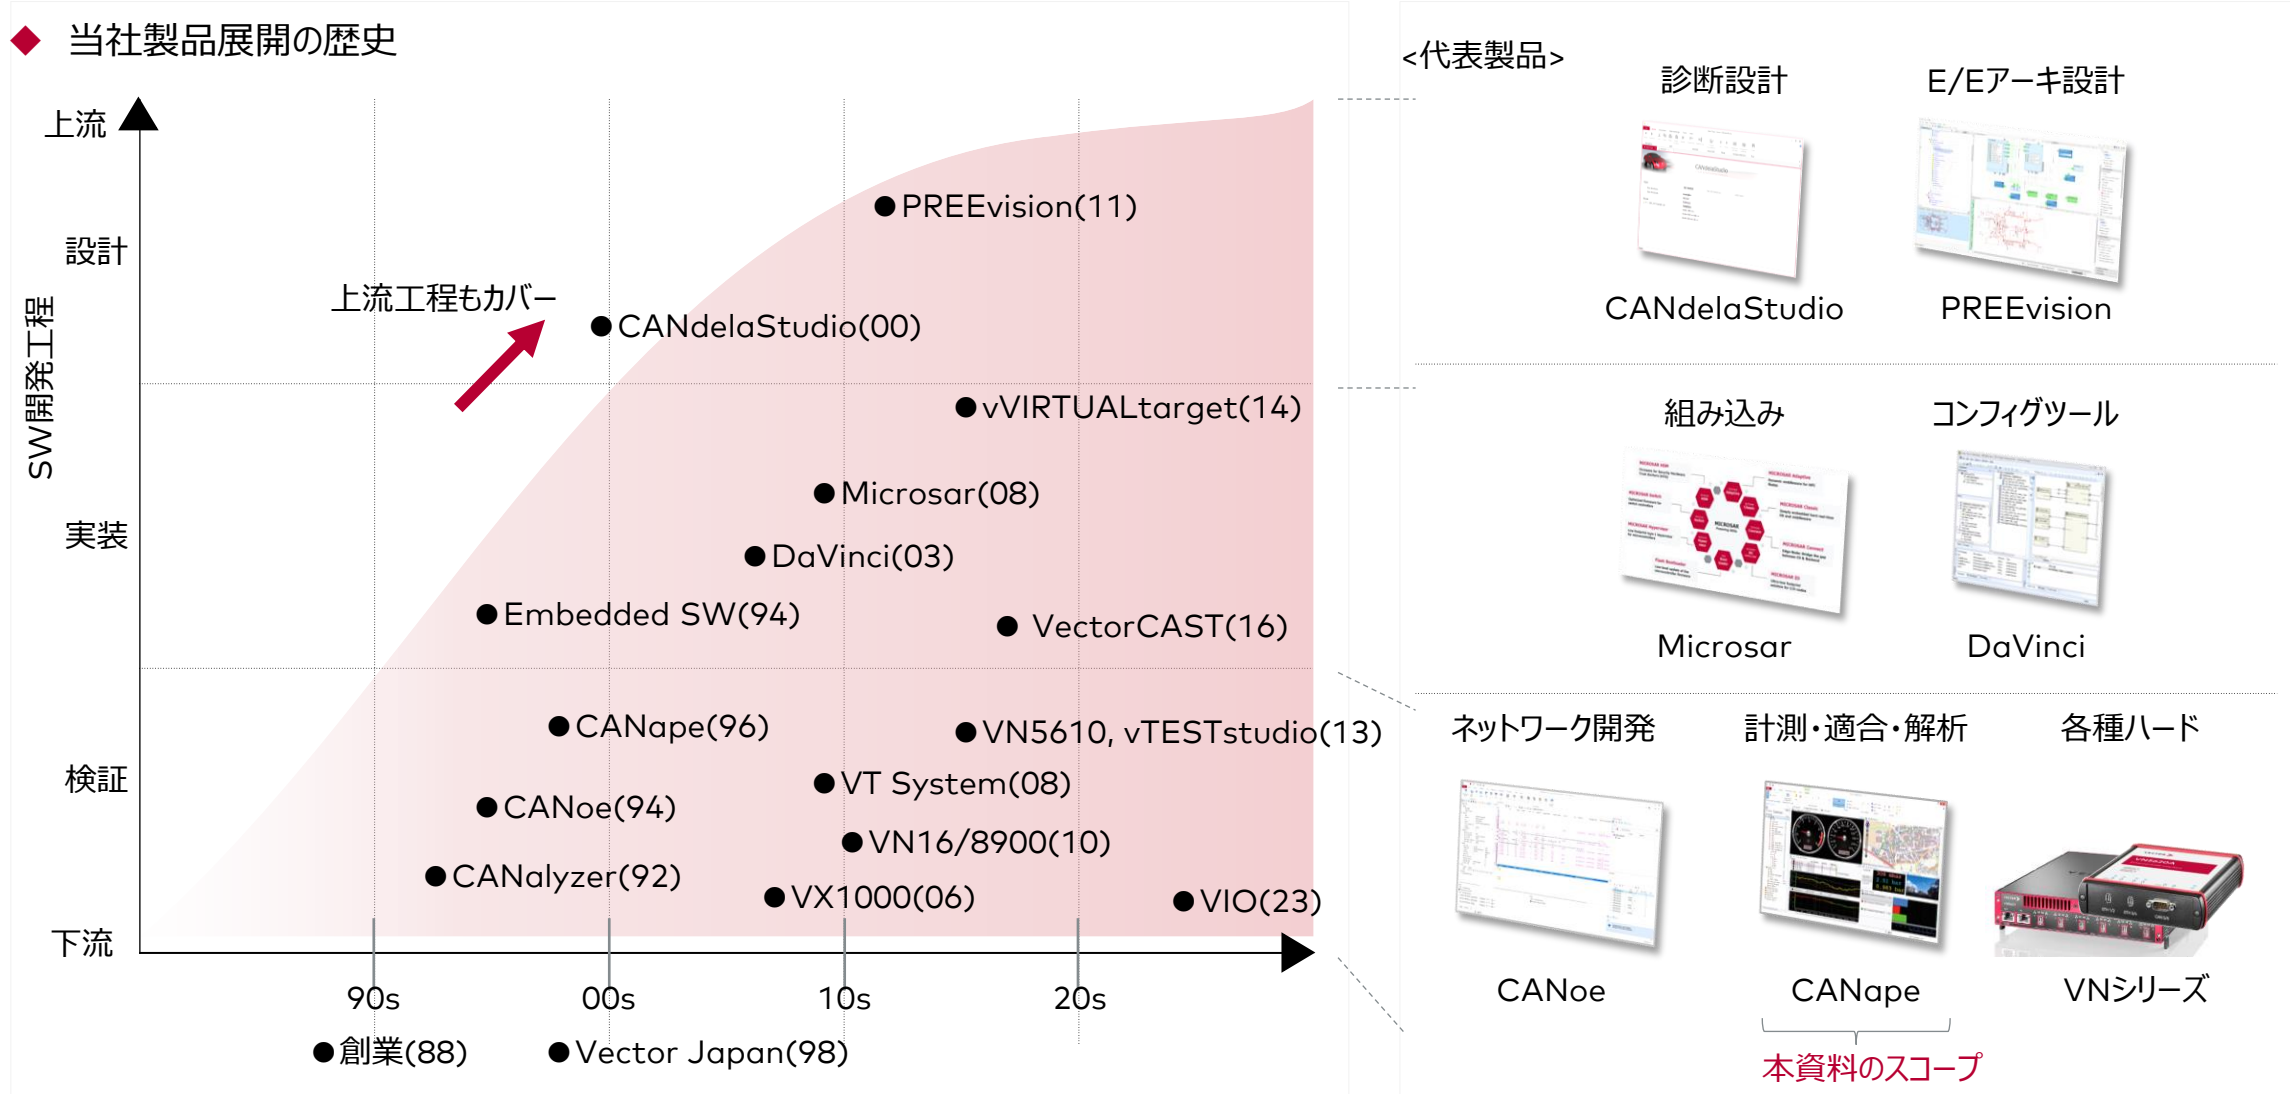 当社製品展開の歴史
上流
設計
SW開発工程
実装
検証
下流
上流工程もカバー
PREEvision(11)
CANdelaStudio(00)
vVIRTUALtarget(14)
Microsar(08)
DaVinci(03)
Embedded SW(94)
VectorCAST(16)
CANape(96)
VN5610, vTESTstudio(13)
VT System(08)
CANoe(94)
VN16/8900(10)
CANalyzer(92)
VX1000(06)
VIO(23)
90s 00s 10s 20s
創業(88) Vector Japan(98)
<代表製品>
診断設計 E/Eアーキ設計
CANdelaStudio PREEvision
組み込み コンフィグツール
Microsar DaVinci
ネットワーク開発 計測・適合・解析 各種ハード
CANoe CANape VNシリーズ
本資料のスコープ